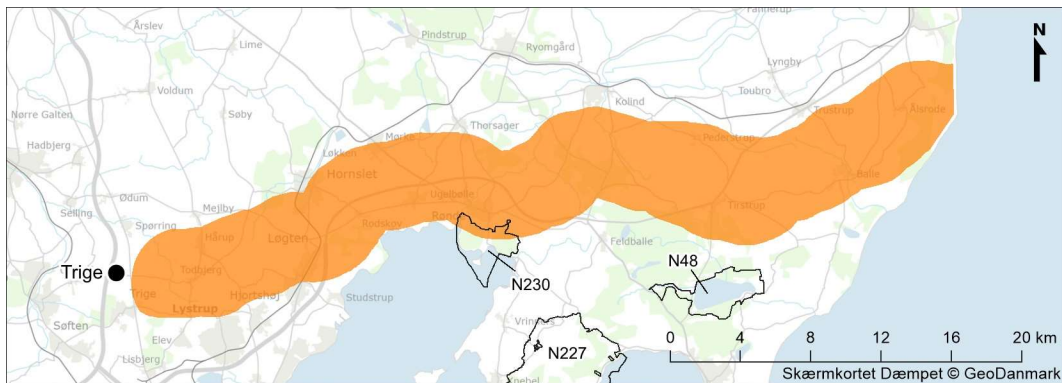 Årslev
Lime
Pindstrup
Ryomgård
Fannerup
Nørre Galten
Voldum
Søby
Lyngby
Toubro
Hadbjerg
Løkken
Mørke
Thorsager
Kolind
Trustrup
Ålsrode
Hornslet
Pederstrup
Selling
Ødum
Mejlby
Ugelbølle
Balle
Spørring
Hårup
Løgten
Rodskov
Rønde
Tirstrup
Feldballe
Trige
Todbjerg
N48
Trige
Hjortshøj
N230
Søften
Lystrup
Studstrup
Lisbjerg
Elev
Vrinners
N227
Knebel
N
0 4 8 12 16 20 km
Skærmkortet Dæmpet © GeoDanmark